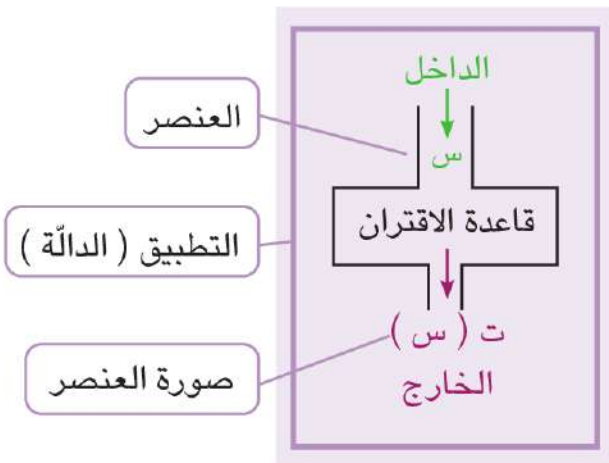 الداخل
س
العنصر
قاعدة الاقتران
التطبيق ( الدالّة )
ت ( س )
صورة العنصر
الخارج